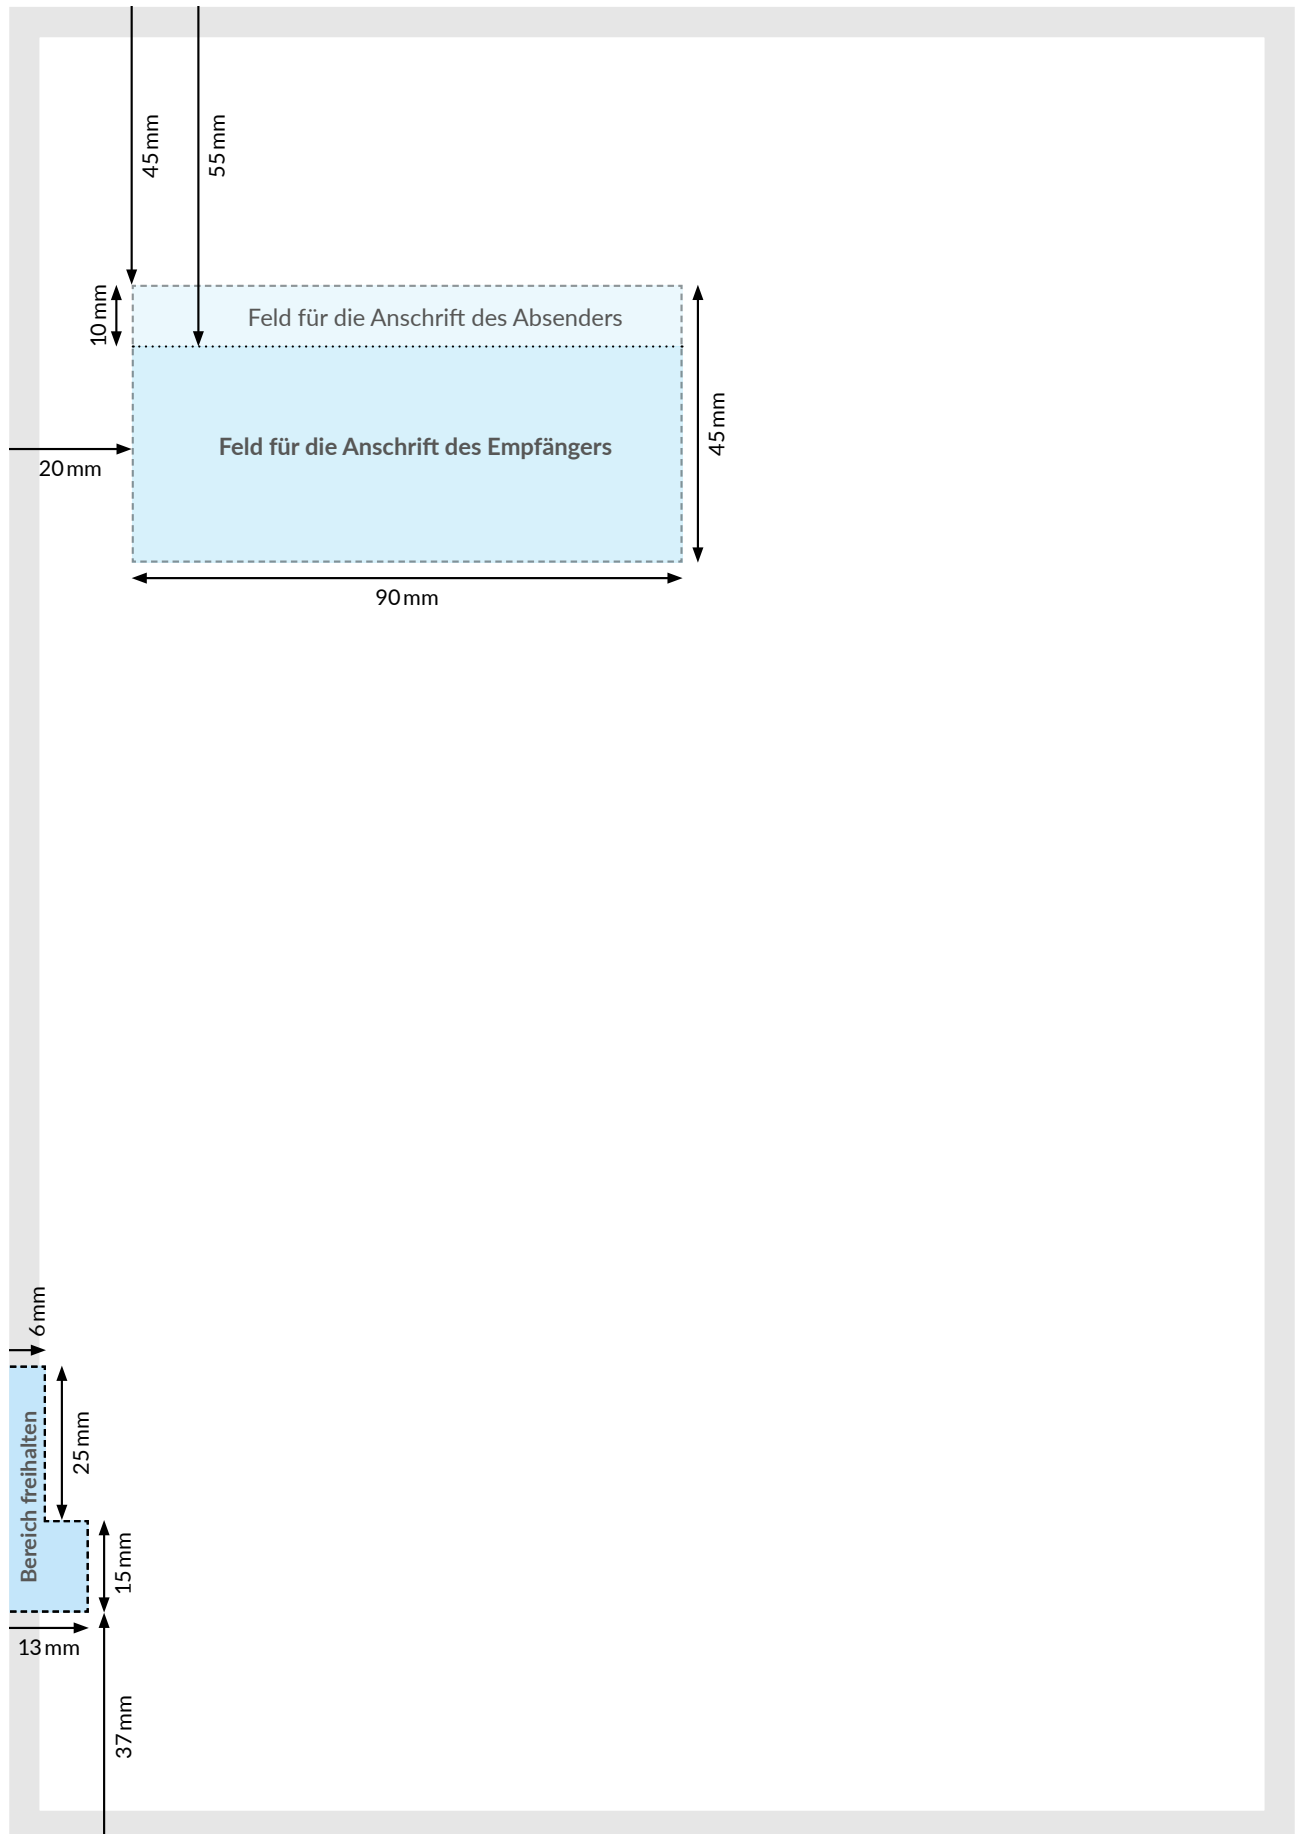 45 mm
55 mm
10 mm
Feld für die Anschrift des Absenders
Feld für die Anschrift des Empfängers
45 mm
20 mm
90 mm
6 mm
25 mm
Bereich freihalten
15 mm
13 mm
37 mm